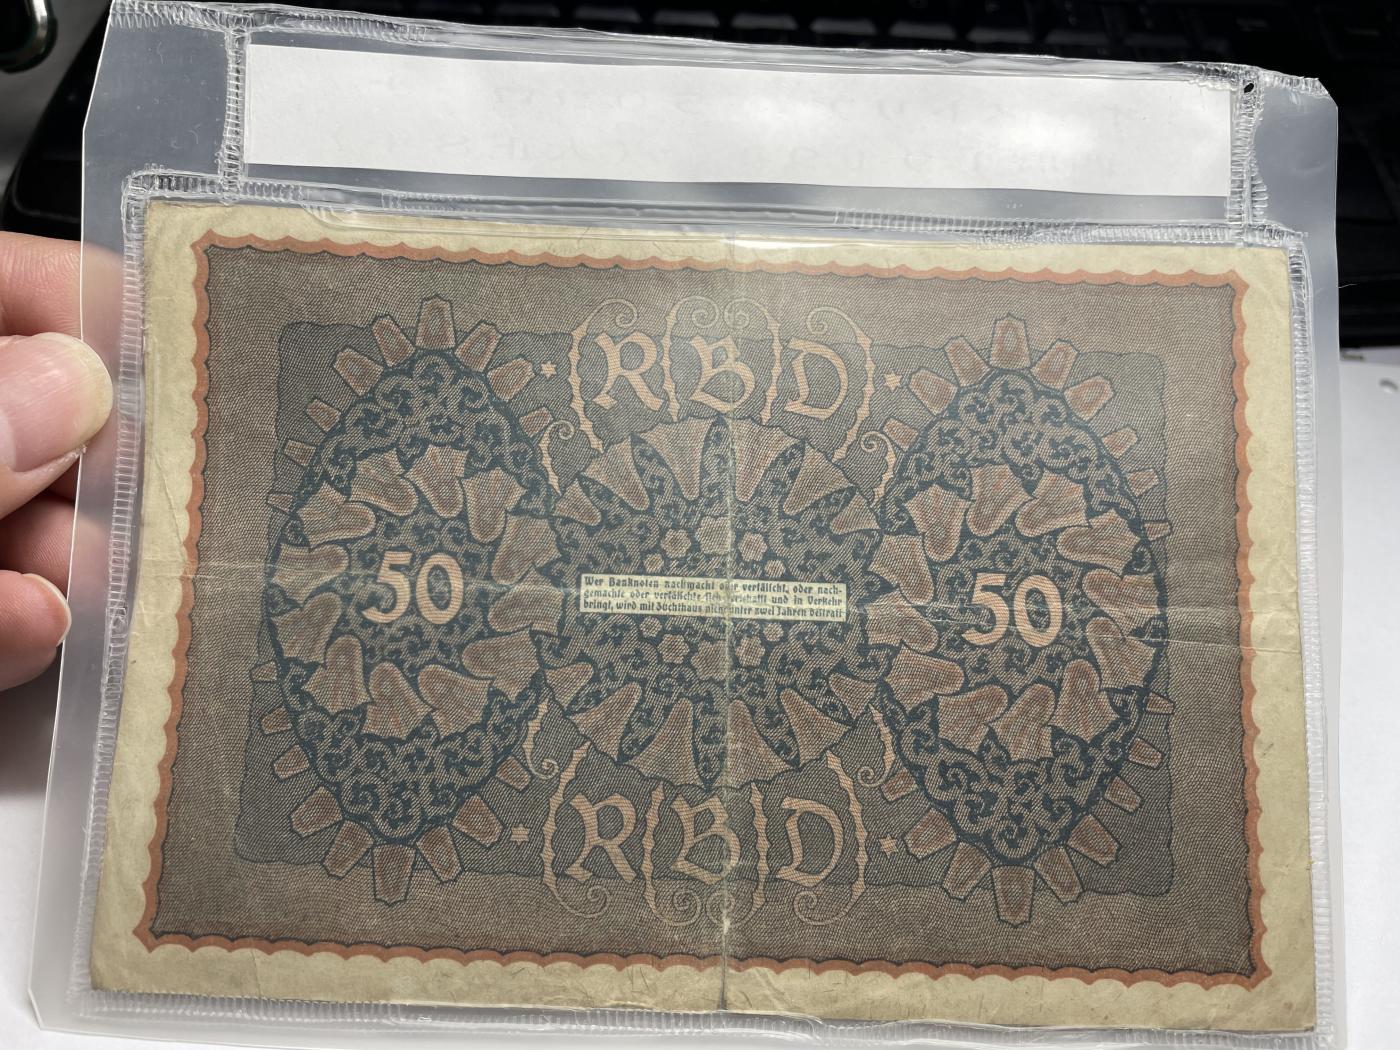 RBD
50
Wer Banknoten nachmacht oder verfälscht, oder nach-
gemachte oder verfälschte sich verschafft und in Verkehr
bringt, wird mit Zuchthaus nicht unter zwei Jahren bestraft
50
RBD